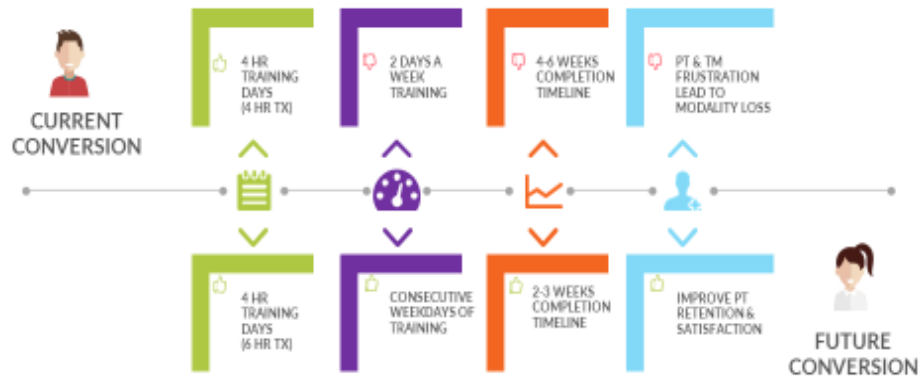 CURRENT
CONVERSION
4 HR
TRAINING
DAYS
(4 HR TX)
2 DAYS A
WEEK
TRAINING
4-6 WEEKS
COMPLETION
TIMELINE
PT & TM
FRUSTRATION
LEAD TO
MODALITY LOSS
4 HR
TRAINING
DAYS
(6 HR TX)
CONSECUTIVE
WEEKDAYS OF
TRAINING
2-3 WEEKS
COMPLETION
TIMELINE
IMPROVE PT
RETENTION &
SATISFACTION
FUTURE
CONVERSION